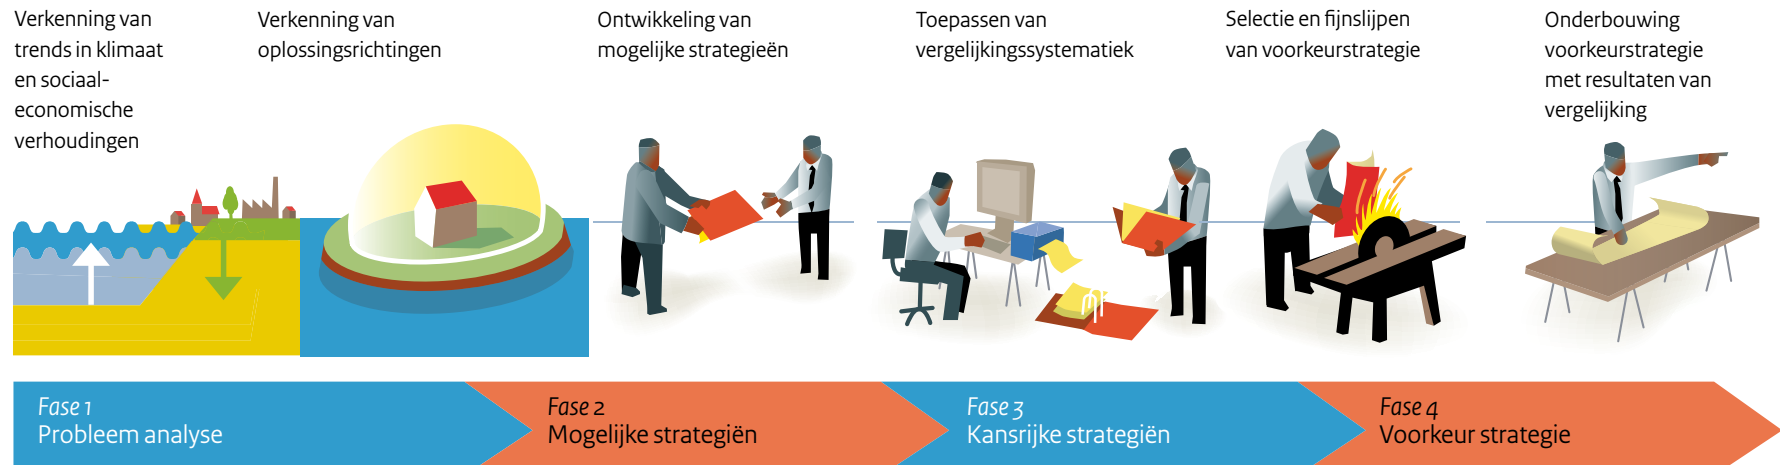 Verkenning van
trends in klimaat
en sociaal-
economische
verhoudingen
Verkenning van
oplossingsrichtingen
Ontwikkeling van
mogelijke strategieën
Toepassen van
vergelijkingssystematiek
Selectie en fijnslijpen
van voorkeurstrategie
Onderbouwing
voorkeurstrategie
met resultaten van
vergelijking
Fase 1
Probleem analyse
Fase 2
Mogelijke strategiën
Fase 3
Kansrijke strategiën
Fase 4
Voorkeur strategie